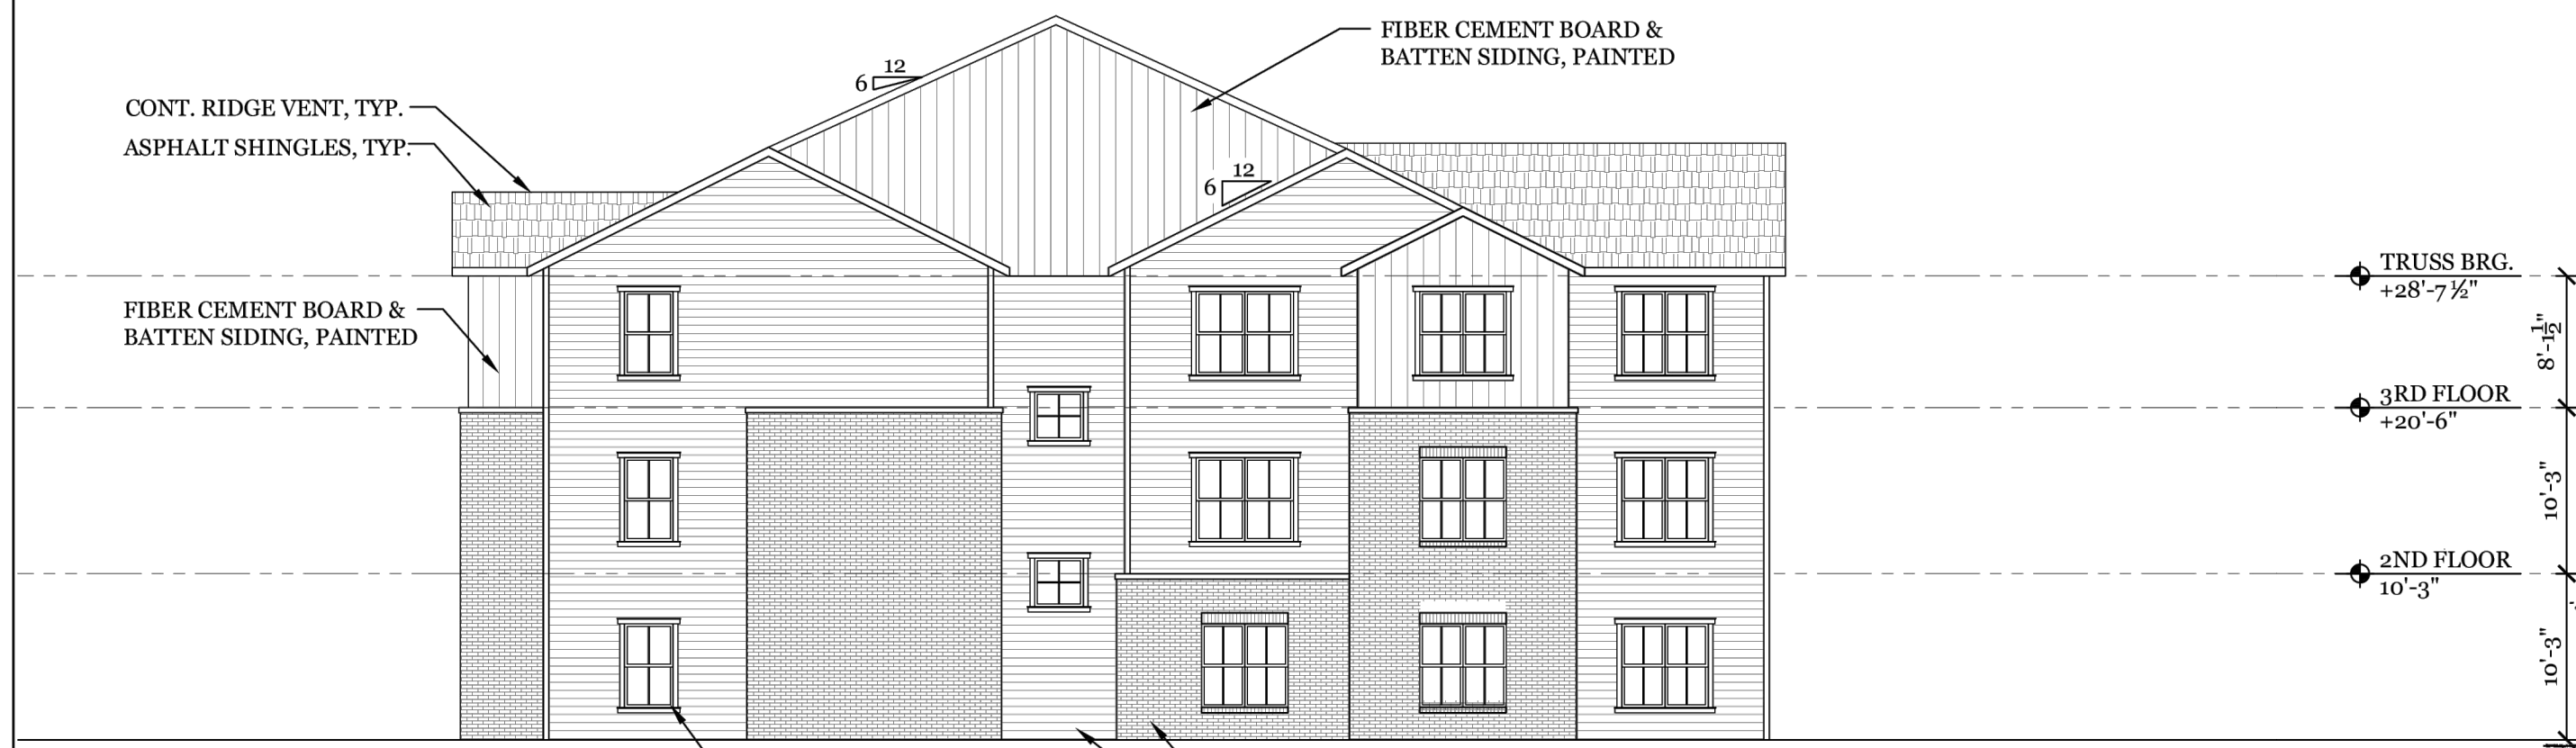 FIBER CEMENT BOARD &
BATTEN SIDING, PAINTED
12
6
CONT. RIDGE VENT, TYP.
ASPHALT SHINGLES, TYP.
12
6
TRUSS BRG.
+28'-7½"
FIBER CEMENT BOARD &
BATTEN SIDING, PAINTED
8'-1½"
3RD FLOOR
+20'-6"
10'-3"
2ND FLOOR
10'-3"
10'-3"